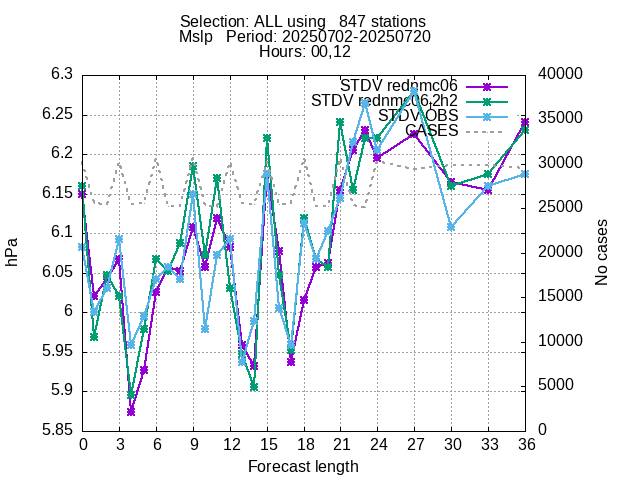 Selection: ALL using   847 stations
Mslp   Period: 20250702-20250720
Hours: 00,12
STDV rednmc06
STDV rednmc06,2h2
STDV OBS
CASES
6.3
6.25
6.2
6.15
6.1
6.05
6
5.95
5.9
5.85
hPa
40000
35000
30000
25000
20000
15000
10000
5000
0
No cases
0 3 6 9 12 15 18 21 24 27 30 33 36
Forecast length